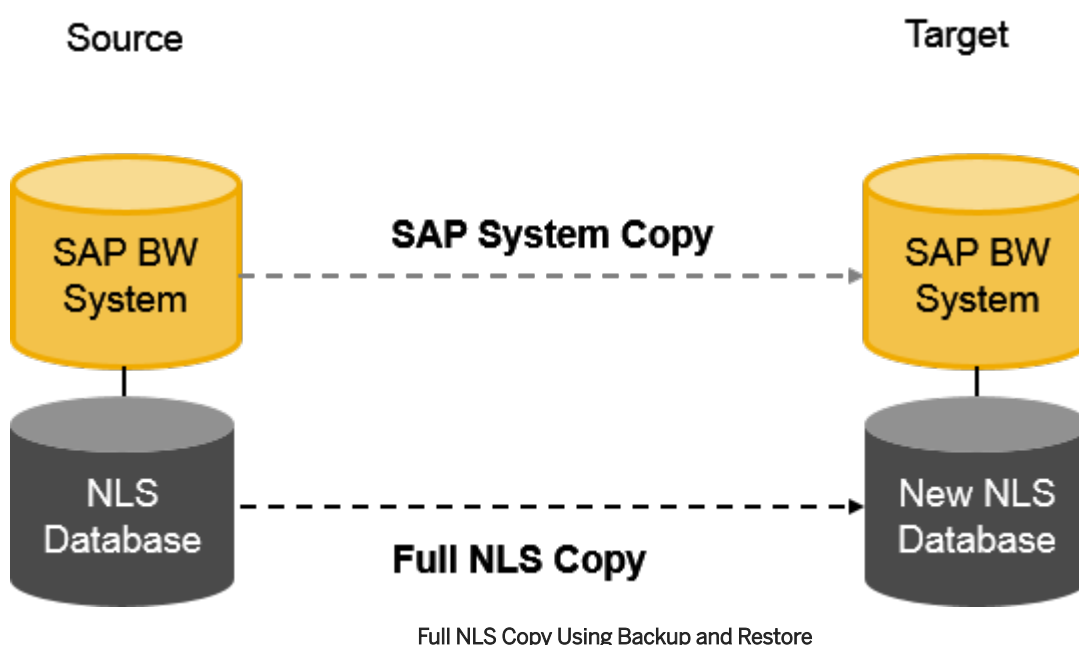 Source
Target
SAP BW
System
SAP System Copy
SAP BW
System
NLS
Database
Full NLS Copy
New NLS
Database
Full NLS Copy Using Backup and Restore